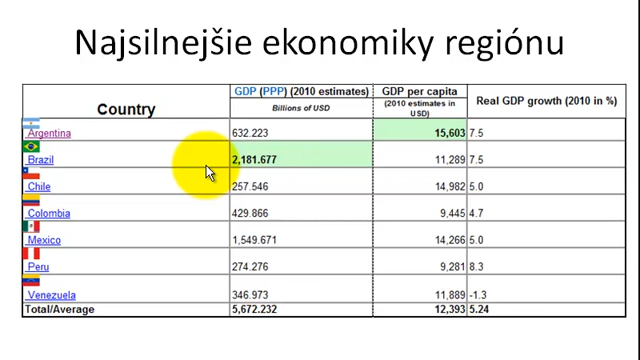 Najsilnejšie ekonomiky regiónu
Country GDP (PPP) (2010 estimates) GDP per capita Real GDP growth (2010 in %)
Billions of USD (2010 estimates in USD)
Argentina 632.223 15,603 7.5
Brazil 2,181.677 11,289 7.5
Chile 257.546 14,982 5.0
Colombia 429.866 9,445 4.7
Mexico 1,549.671 14,266 5.0
Peru 274.276 9,281 8.3
Venezuela 346.973 11,889 -1.3
Total/Average 5,672.232 12,393 5.24